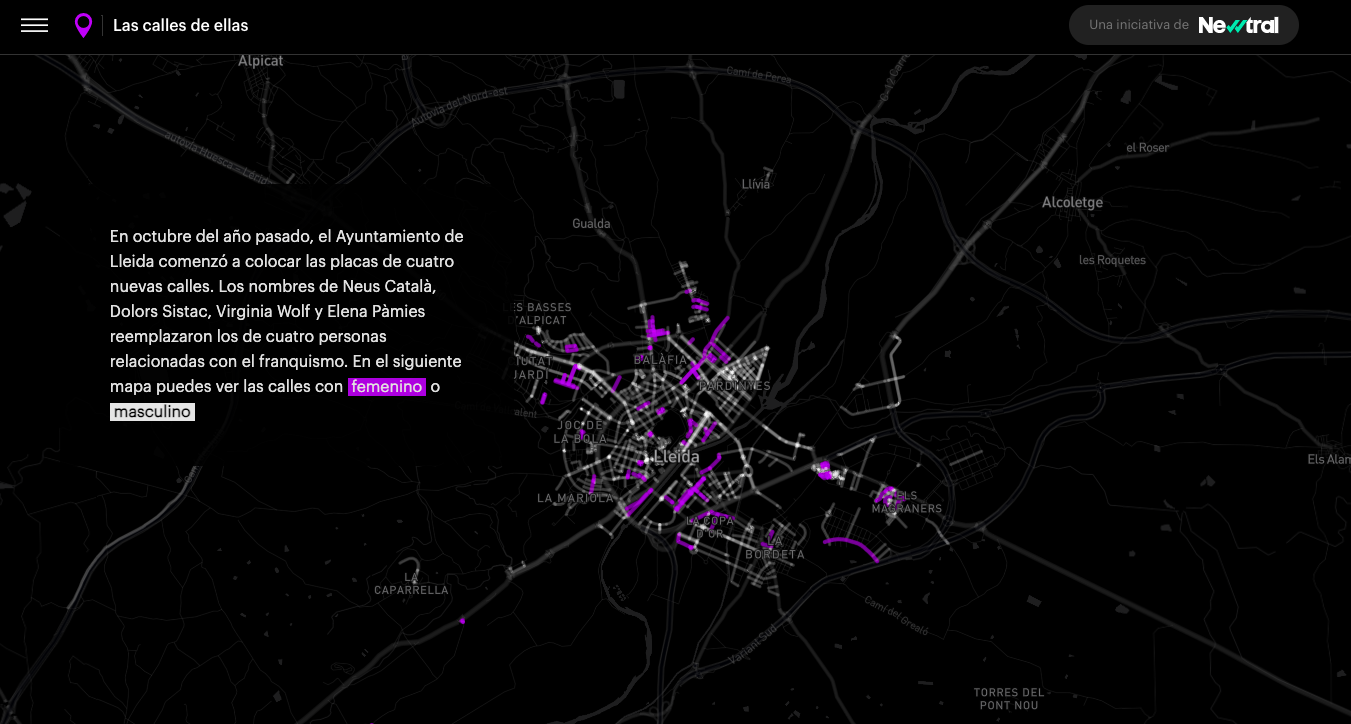 Las calles de ellas
Una iniciativa de Newtral
Alpicat
Camí de Perea
Autovia del Nord-est
el Roser
Llívia
Alcoletge
Gualda
les Roquetes
En octubre del año pasado, el Ayuntamiento de
Lleida comenzó a colocar las placas de cuatro
nuevas calles. Los nombres de Neus Català,
Dolors Sistac, Virginia Wolf y Elena Pàmies
reemplazaron los de cuatro personas
relacionadas con el franquismo. En el siguiente
mapa puedes ver las calles con femenino o
masculino
ES BASSES
'ALPICAT
BALÀFIA
IUTAT
JARDÍ
PARDINYES
JOC DE
LA BOLA
Lleida
Els Alam
LA MARIOLA
ELS
MAGRANERS
LA COPA
D'OR
LA
BORDETA
LA
CAPARRELLA
Camí del Grealó
Variant Sud
TORRES DEL
PONT NOU